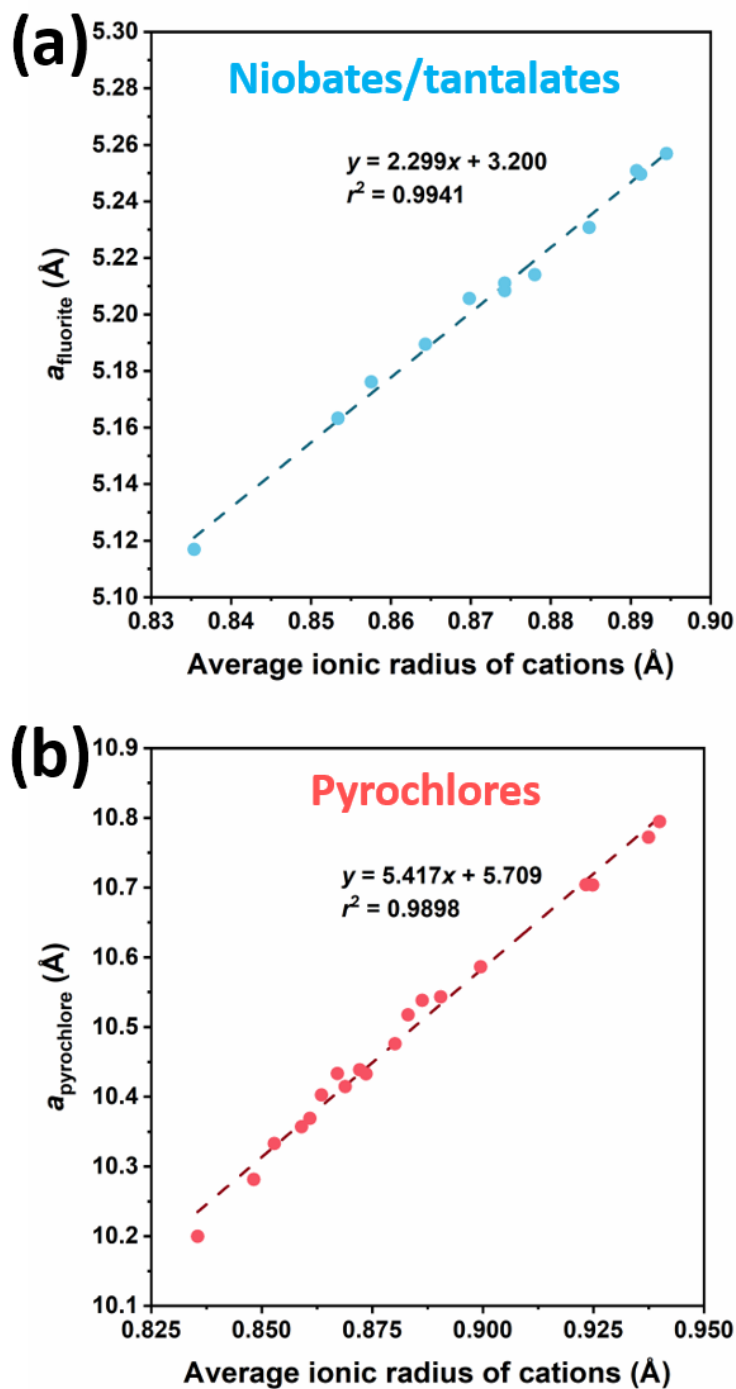 (a)
Niobates/tantalates
y = 2.299x + 3.200
r² = 0.9941
a_fluorite (Å)
5.30
5.28
5.26
5.24
5.22
5.20
5.18
5.16
5.14
5.12
5.10
0.83 0.84 0.85 0.86 0.87 0.88 0.89 0.90
Average ionic radius of cations (Å)
(b)
Pyrochlores
y = 5.417x + 5.709
r² = 0.9898
a_pyrochlore (Å)
10.9
10.8
10.7
10.6
10.5
10.4
10.3
10.2
10.1
0.825 0.850 0.875 0.900 0.925 0.950
Average ionic radius of cations (Å)